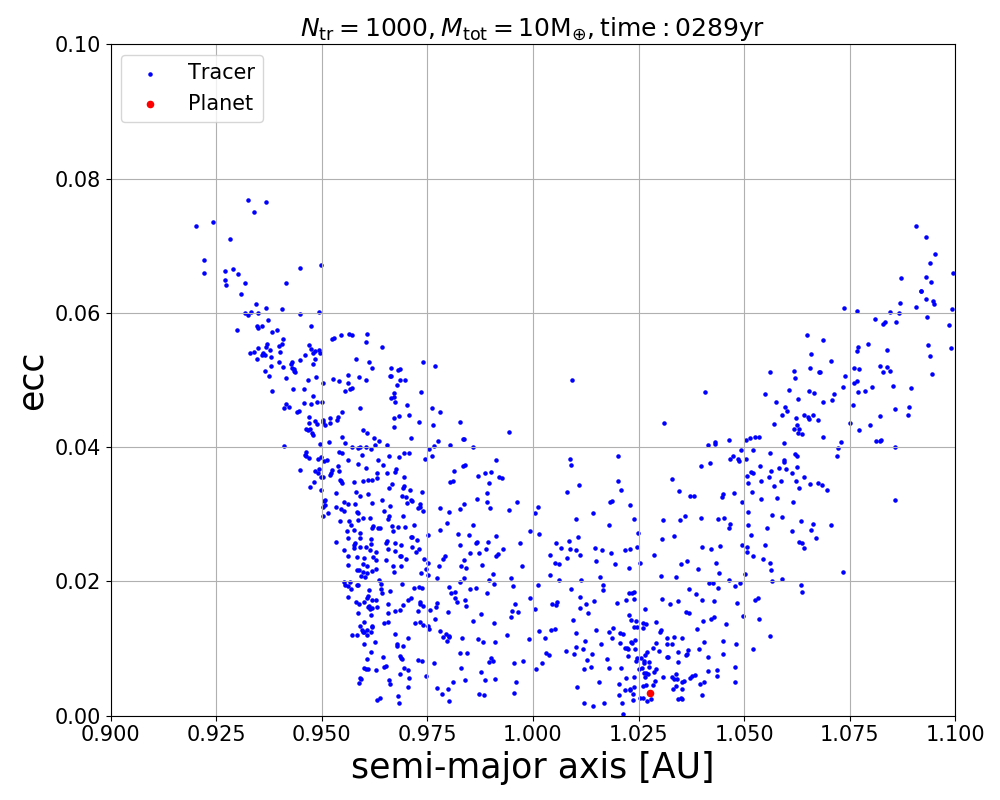 N_tr = 1000, M_tot = 10M_⊕, time : 0289yr
Tracer
Planet
0.10
0.08
0.06
0.04
0.02
0.00
ecc
0.900 0.925 0.950 0.975 1.000 1.025 1.050 1.075 1.100
semi-major axis [AU]